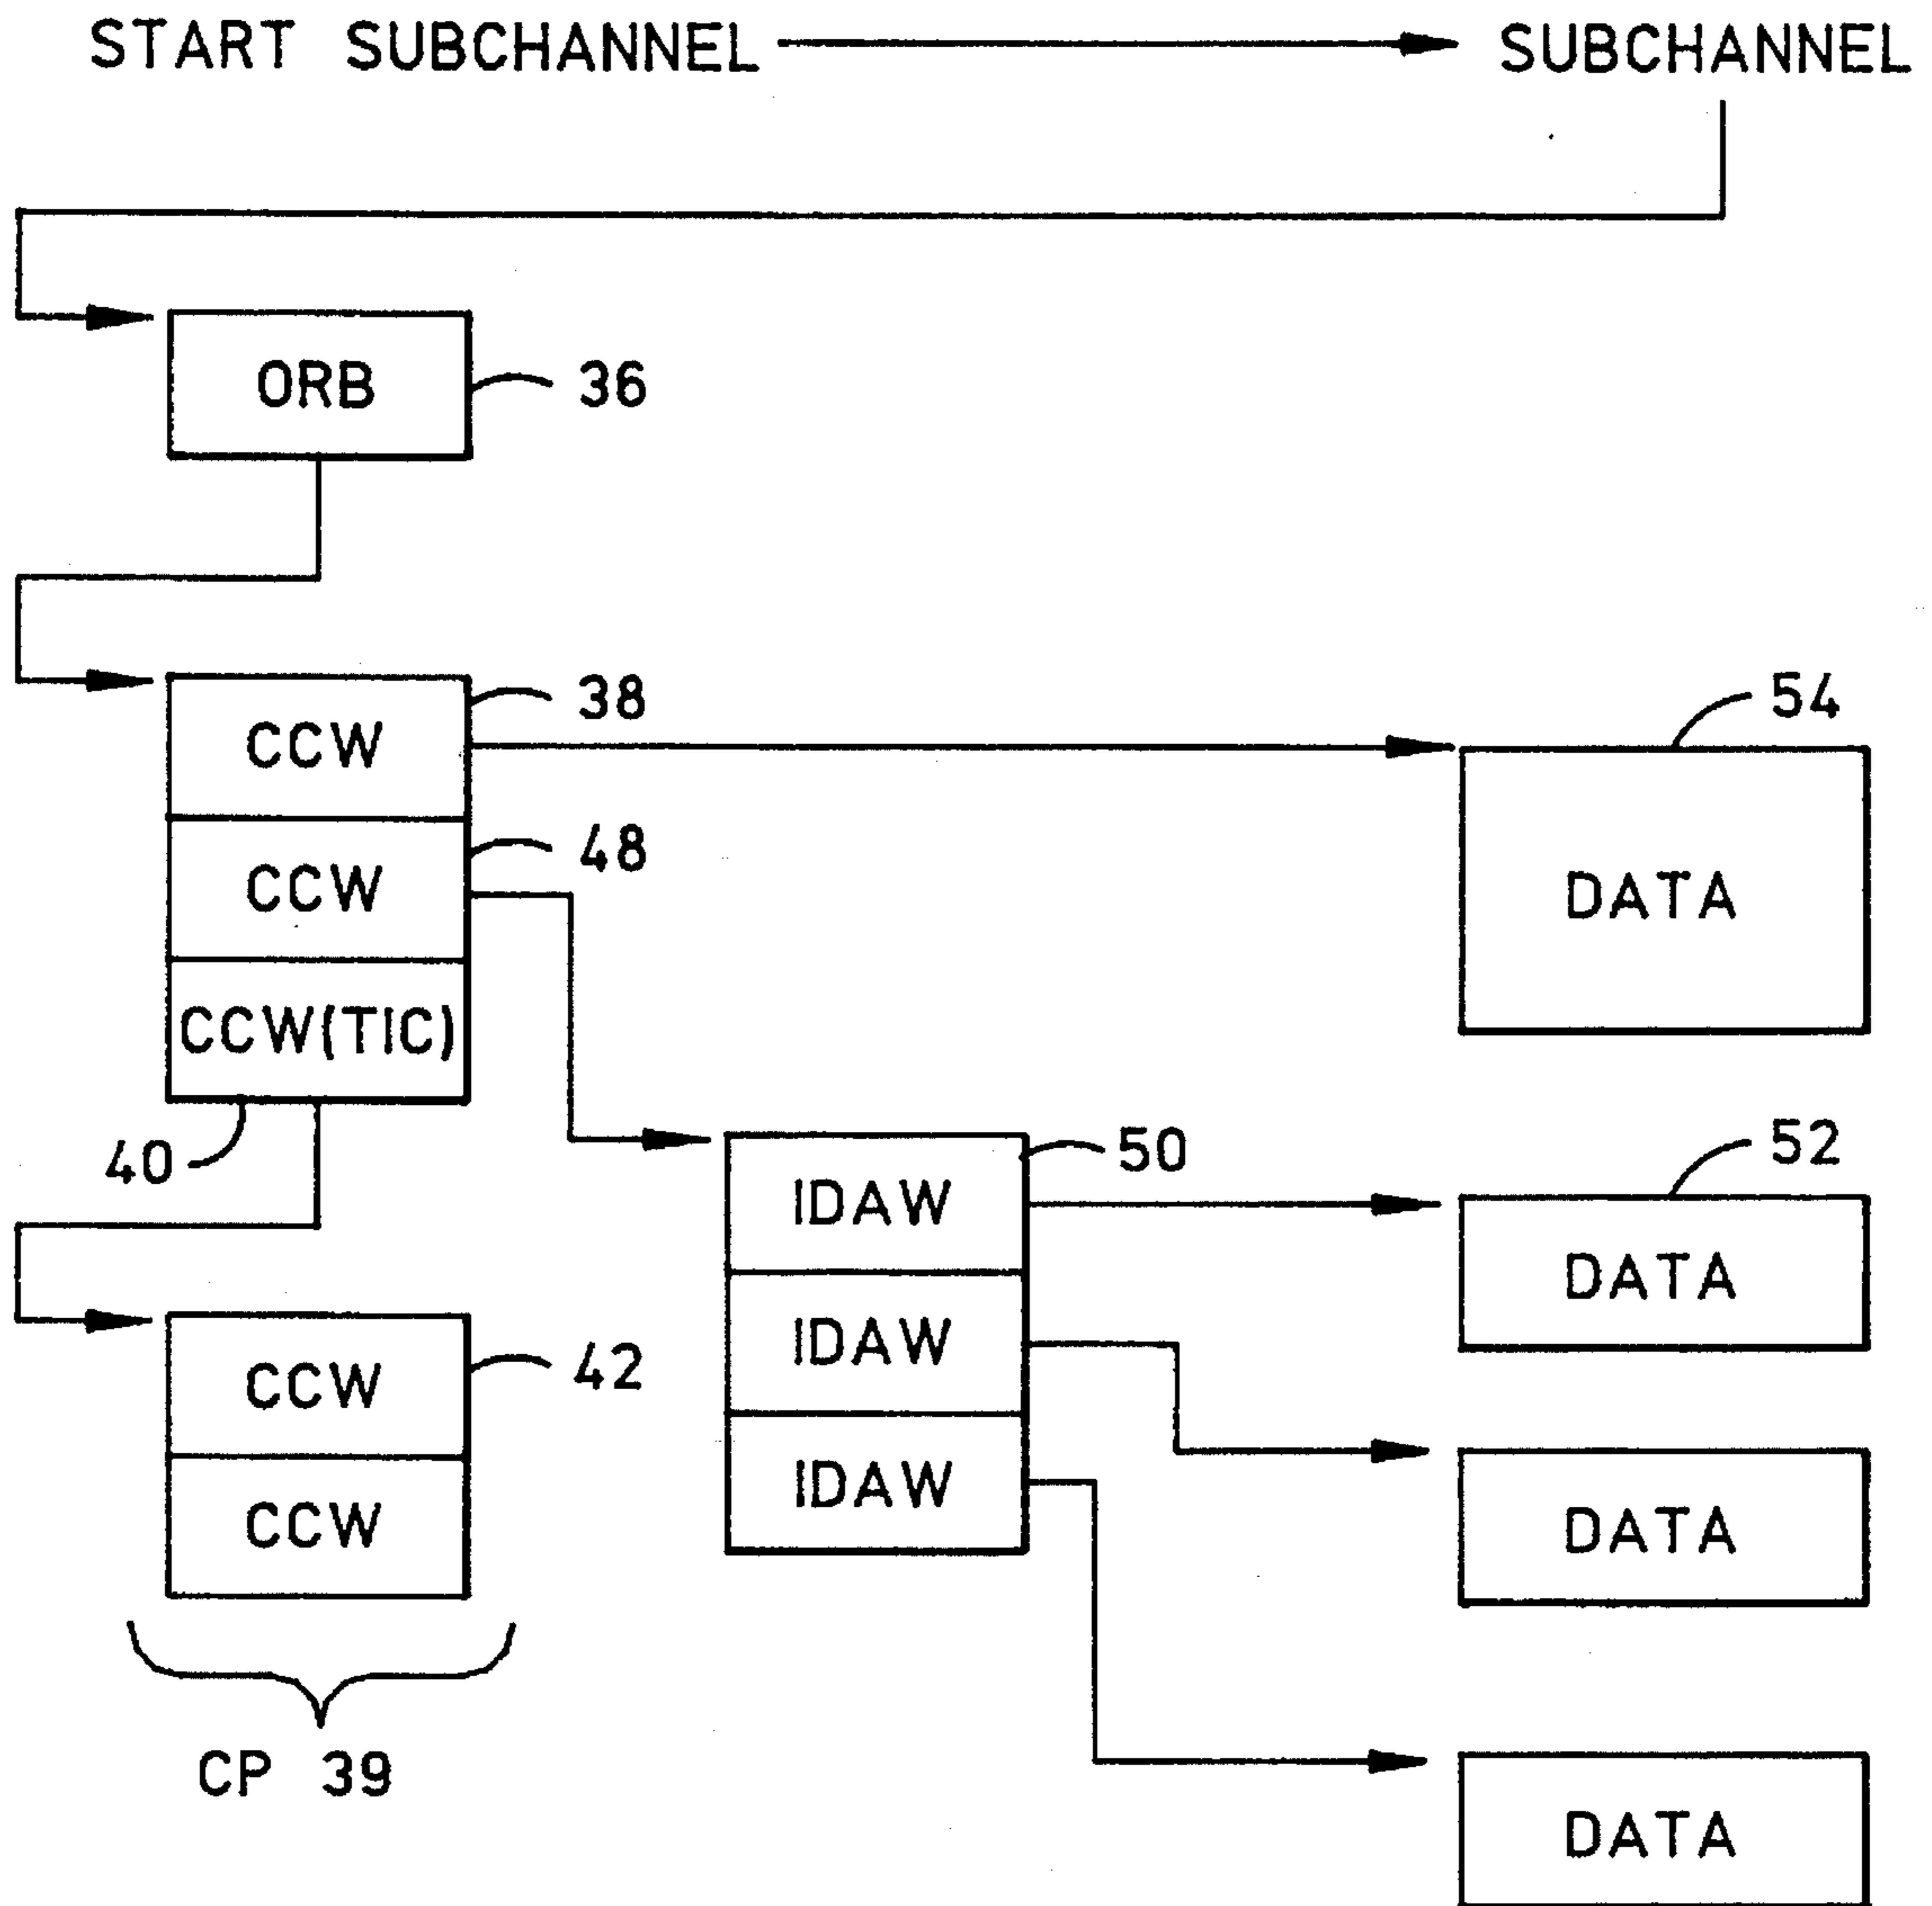 START SUBCHANNEL SUBCHANNEL
ORB 36
CCW 38
54
CCW 48
DATA
CCW(TIC)
40
IDAW 50
52
DATA
IDAW
CCW 42
IDAW
CCW
DATA
CP 39
DATA